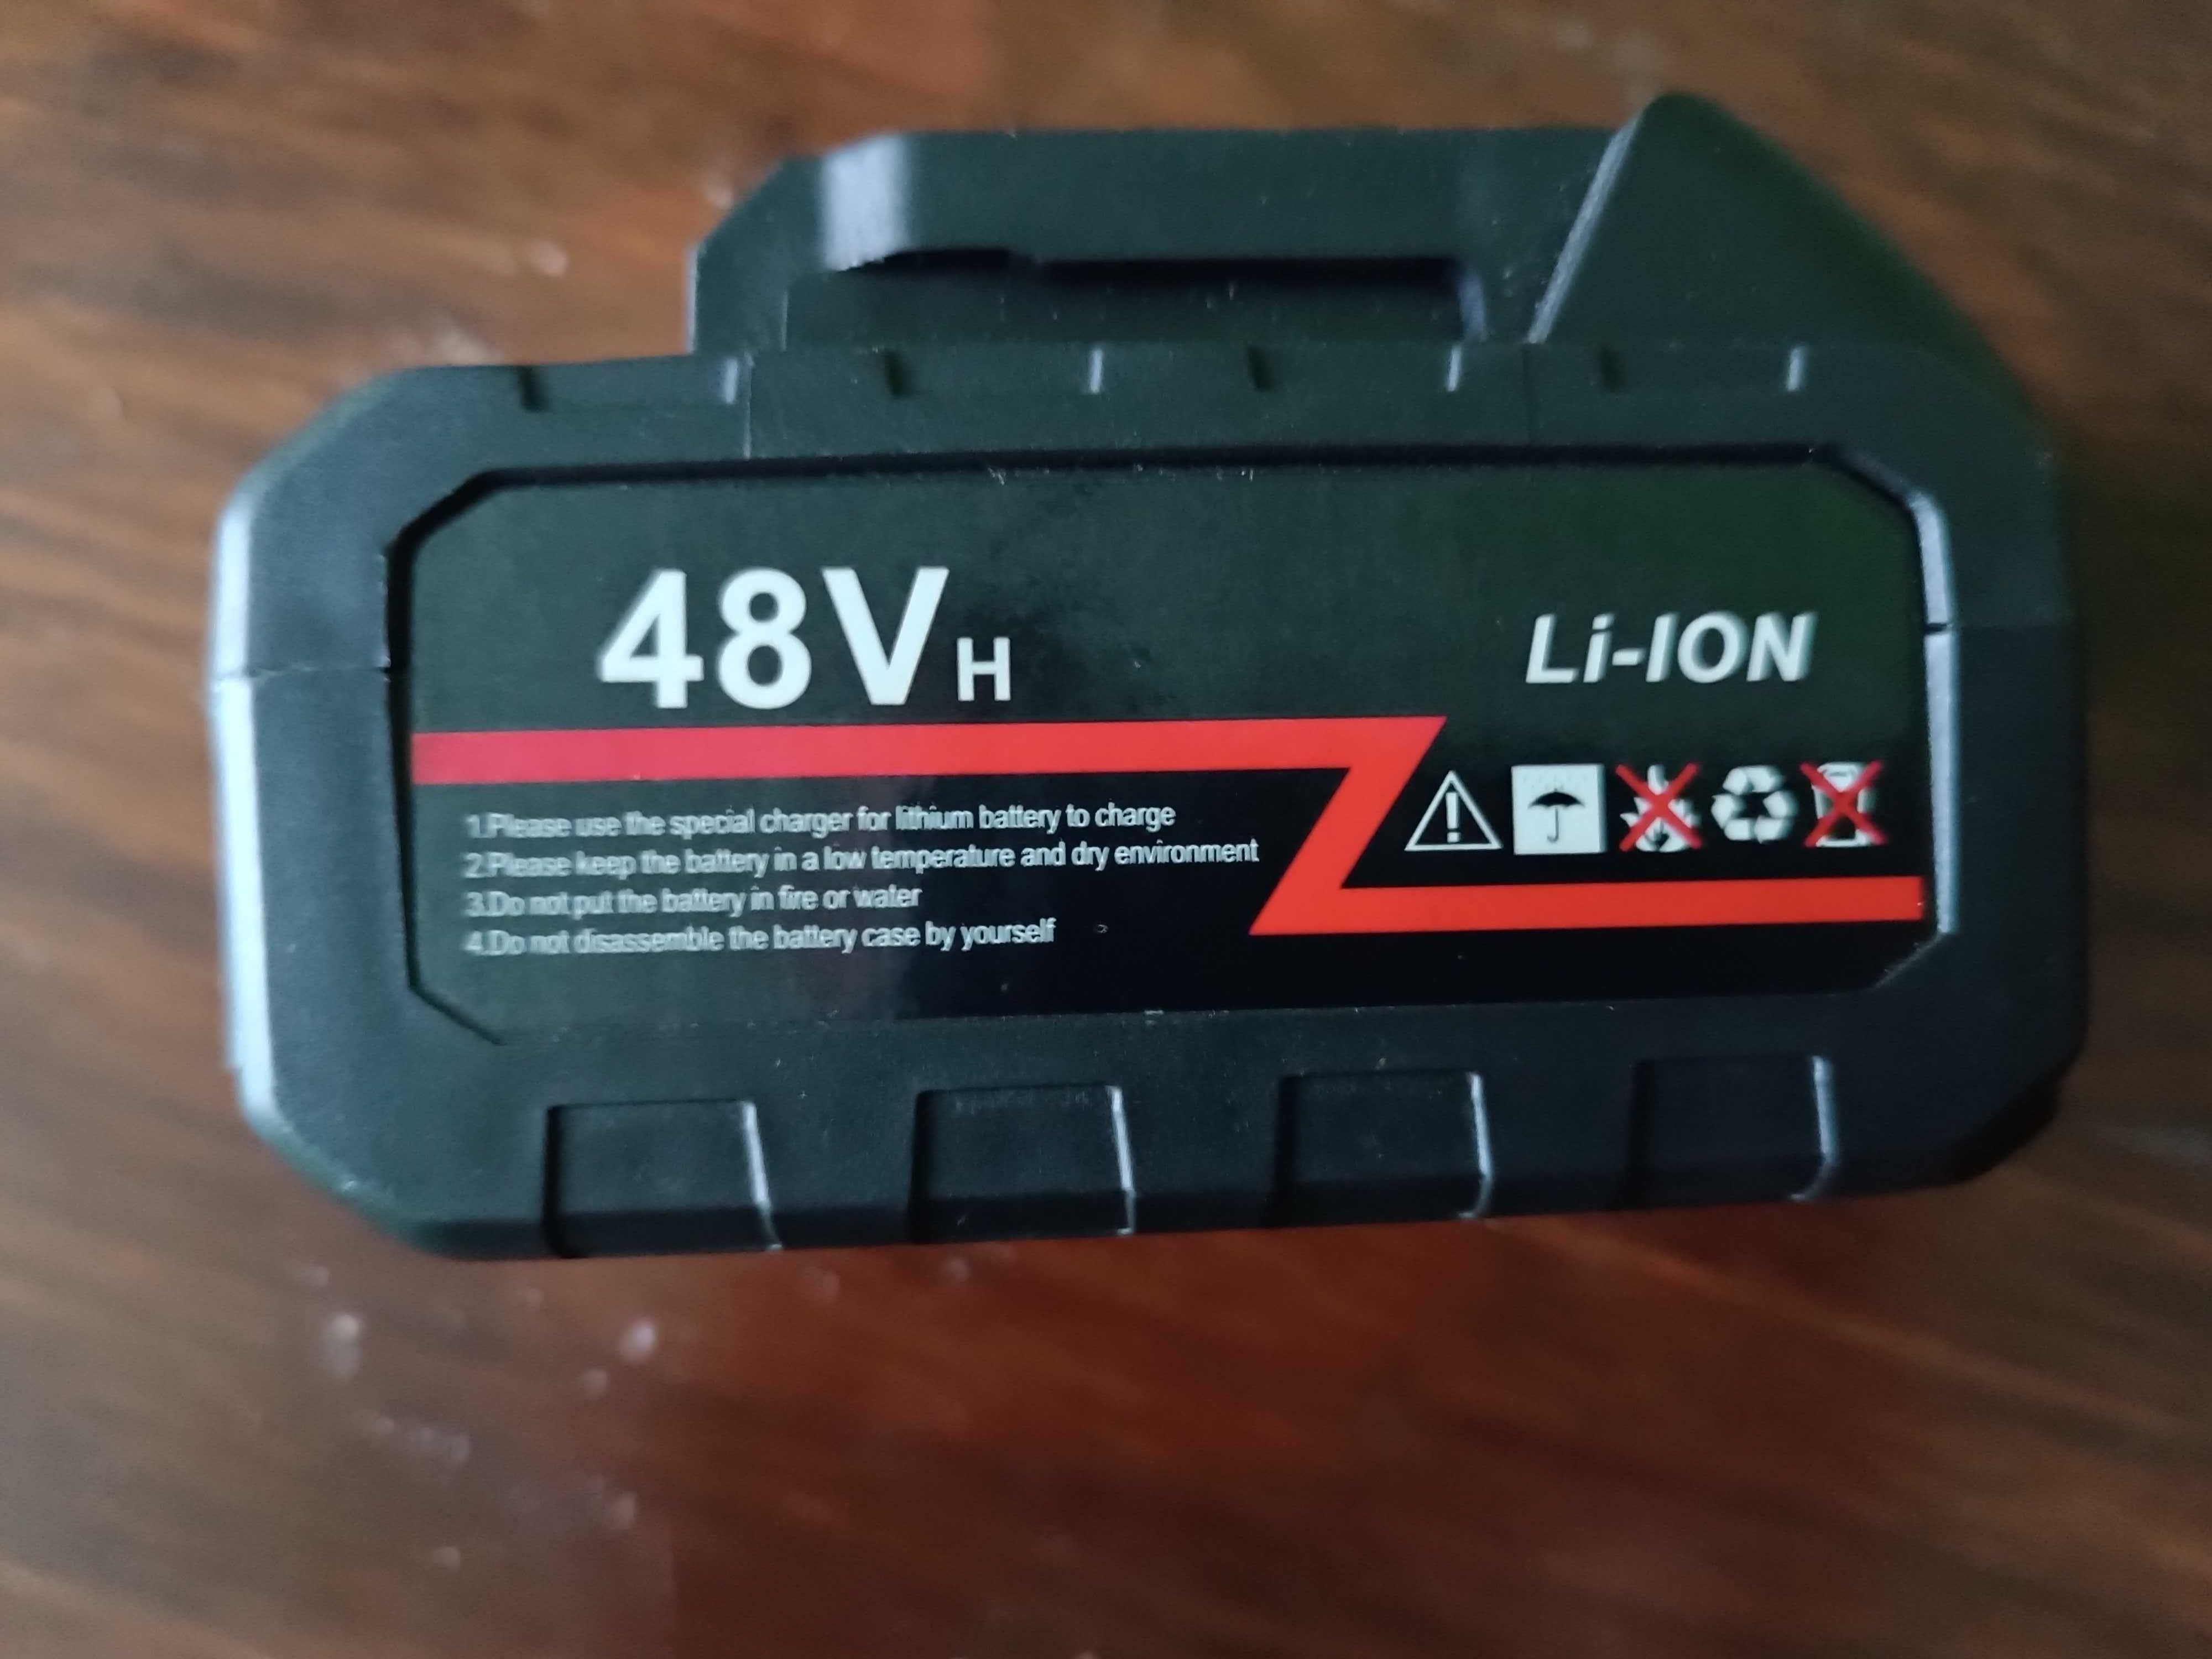 48VH
Li-ION
1.Please use the special charger for lithium battery to charge
2.Please keep the battery in a low temperature and dry environment
3.Do not put the battery in fire or water
4.Do not disassemble the battery case by yourself